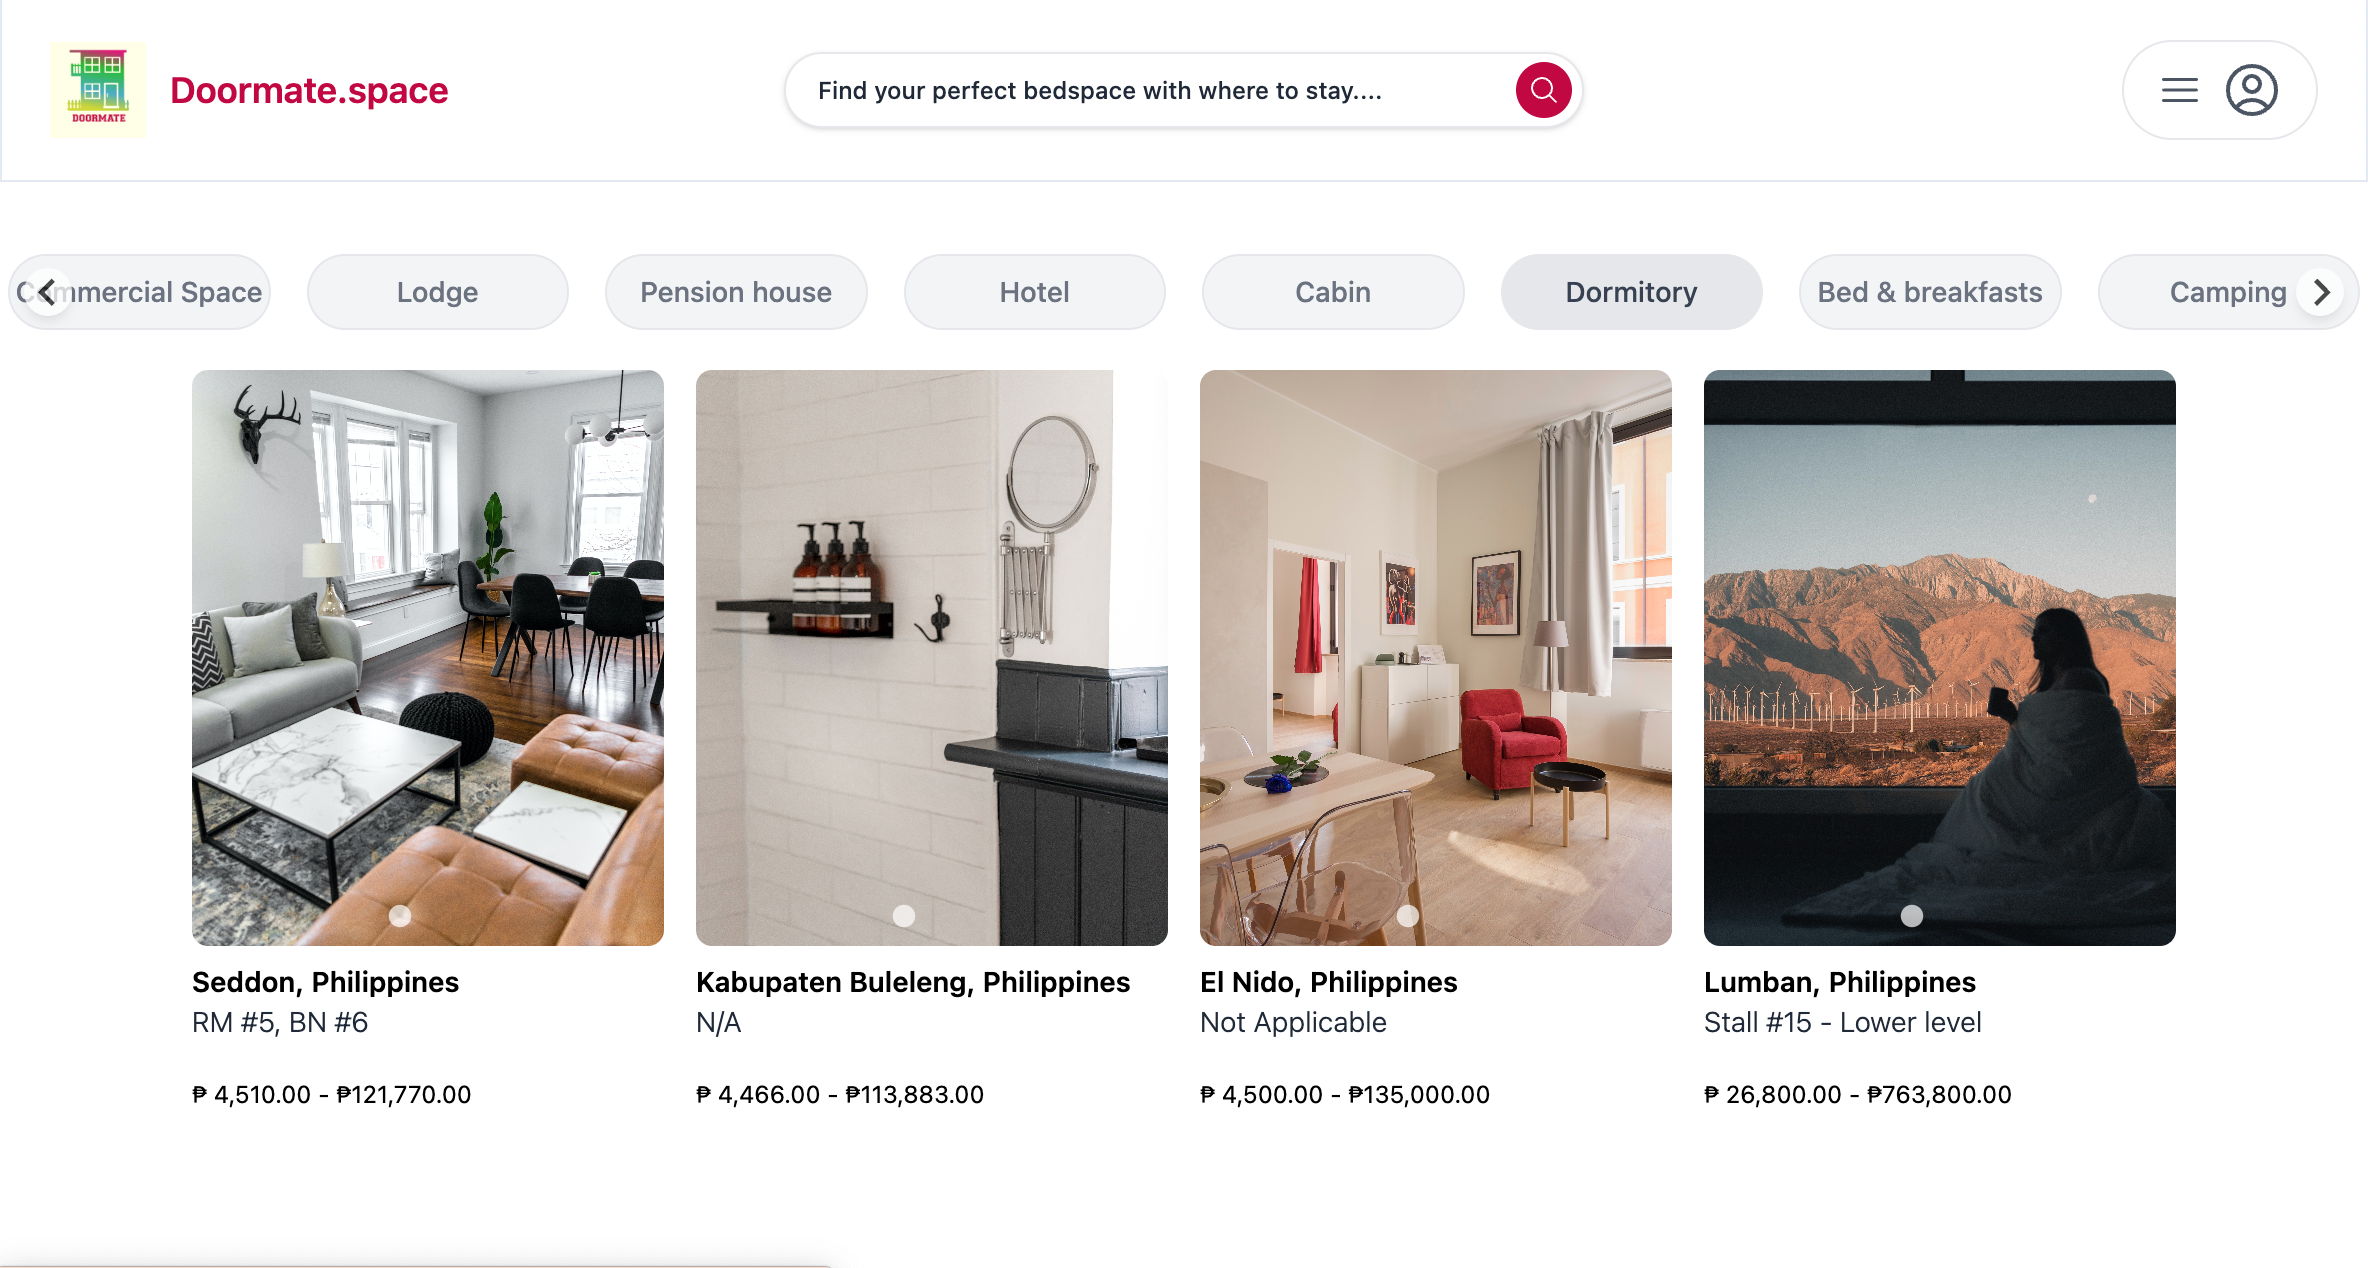 DOORMATE
Doormate.space
Find your perfect bedspace with where to stay....
Commercial Space
Lodge
Pension house
Hotel
Cabin
Dormitory
Bed & breakfasts
Camping
Seddon, Philippines
RM #5, BN #6
₱ 4,510.00 - ₱121,770.00
Kabupaten Buleleng, Philippines
N/A
₱ 4,466.00 - ₱113,883.00
El Nido, Philippines
Not Applicable
₱ 4,500.00 - ₱135,000.00
Lumban, Philippines
Stall #15 - Lower level
₱ 26,800.00 - ₱763,800.00